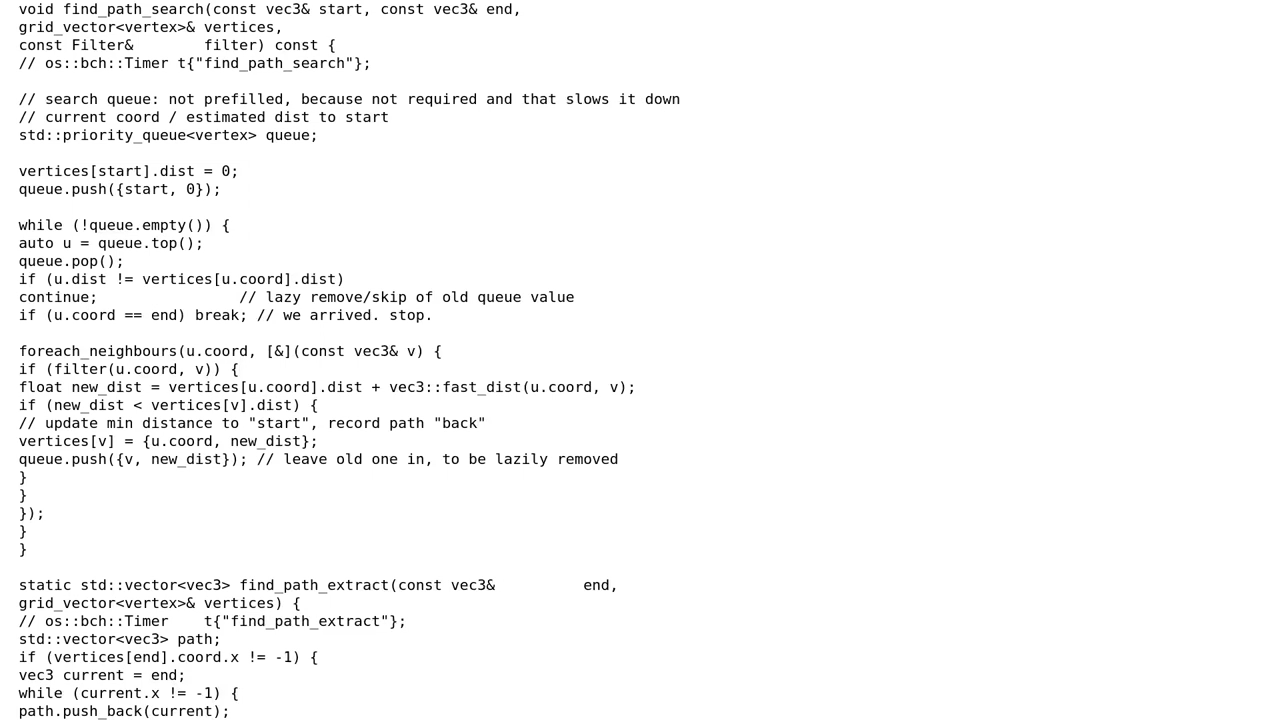 void find_path_search(const vec3& start, const vec3& end,
grid_vector<vertex>& vertices,
const Filter&        filter) const {
// os::bch::Timer t{"find_path_search"};

// search queue: not prefilled, because not required and that slows it down
// current coord / estimated dist to start
std::priority_queue<vertex> queue;

vertices[start].dist = 0;
queue.push({start, 0});

while (!queue.empty()) {
auto u = queue.top();
queue.pop();
if (u.dist != vertices[u.coord].dist)
continue;                // lazy remove/skip of old queue value
if (u.coord == end) break; // we arrived. stop.

foreach_neighbours(u.coord, [&](const vec3& v) {
if (filter(u.coord, v)) {
float new_dist = vertices[u.coord].dist + vec3::fast_dist(u.coord, v);
if (new_dist < vertices[v].dist) {
// update min distance to "start", record path "back"
vertices[v] = {u.coord, new_dist};
queue.push({v, new_dist}); // leave old one in, to be lazily removed
}
}
});
}
}

static std::vector<vec3> find_path_extract(const vec3&          end,
grid_vector<vertex>& vertices) {
// os::bch::Timer    t{"find_path_extract"};
std::vector<vec3> path;
if (vertices[end].coord.x != -1) {
vec3 current = end;
while (current.x != -1) {
path.push_back(current);